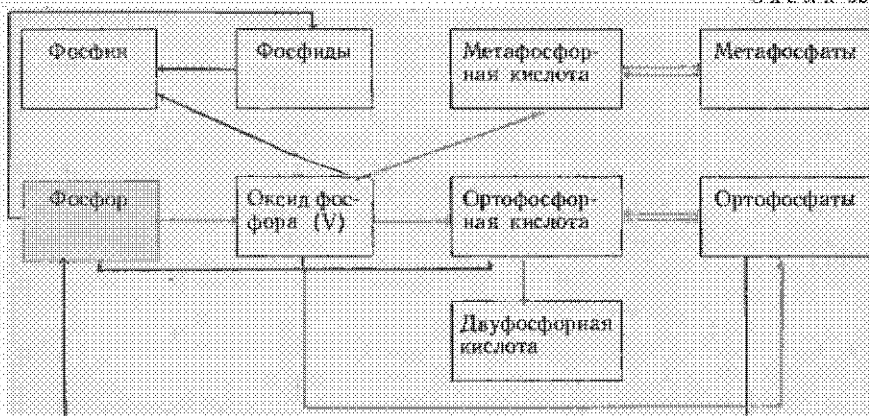 Фосфин
Фосфиды
Метафосфор-
ная кислота
Метафосфаты
Фосфор
Оксид фос-
фора (V)
Ортофосфор-
ная кислота
Ортофосфаты
Двуфосфорная
кислота